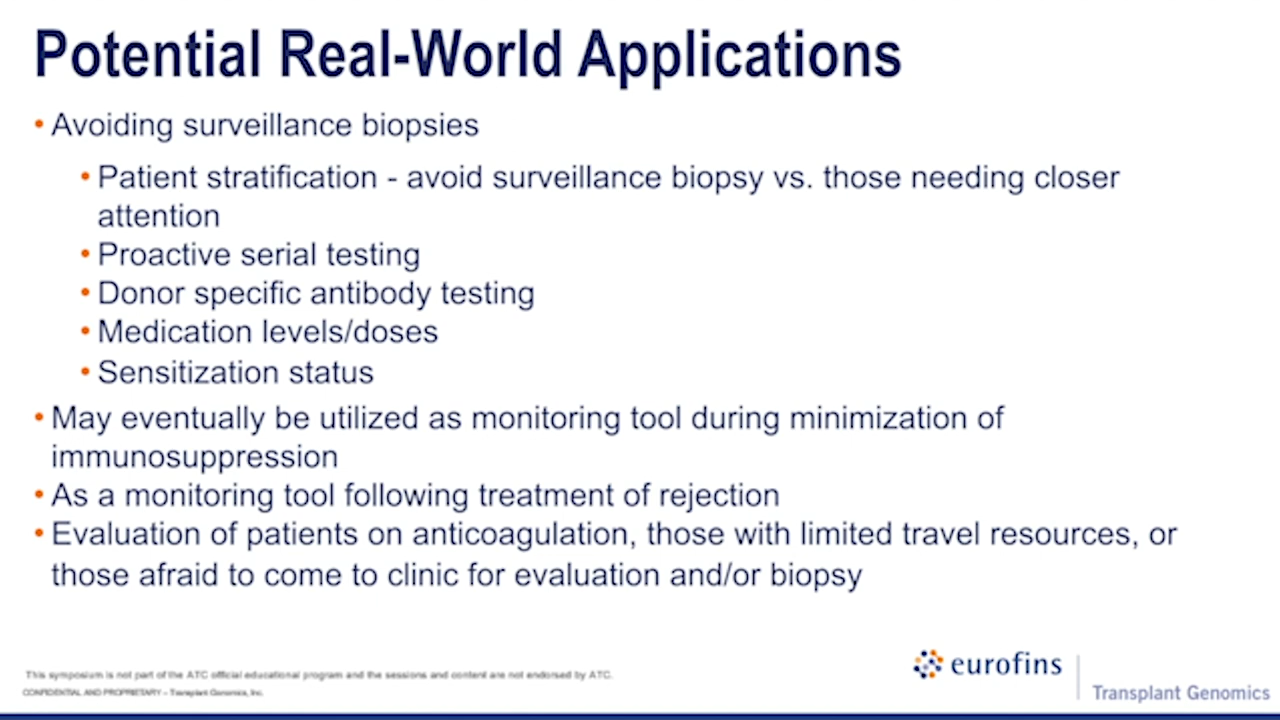 Potential Real-World Applications
• Avoiding surveillance biopsies
• Patient stratification - avoid surveillance biopsy vs. those needing closer
attention
• Proactive serial testing
• Donor specific antibody testing
• Medication levels/doses
• Sensitization status
• May eventually be utilized as monitoring tool during minimization of
immunosuppression
• As a monitoring tool following treatment of rejection
• Evaluation of patients on anticoagulation, those with limited travel resources, or
those afraid to come to clinic for evaluation and/or biopsy
This symposium is not part of the ATC official educational program and the sessions and content are not endorsed by ATC.
CONFIDENTIAL AND PROPRIETARY – Transplant Genomics, Inc.
eurofins
Transplant Genomics